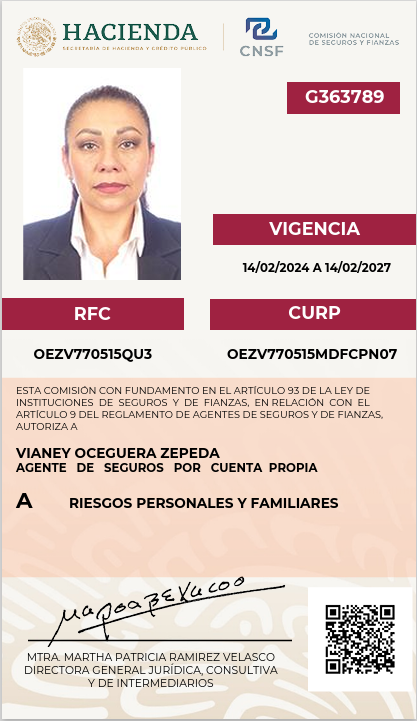 HACIENDA
SECRETARÍA DE HACIENDA Y CRÉDITO PÚBLICO
CNSF
COMISIÓN NACIONAL
DE SEGUROS Y FIANZAS
G363789
VIGENCIA
14/02/2024 A 14/02/2027
RFC
CURP
OEZV770515QU3
OEZV770515MDFCPN07
ESTA COMISIÓN CON FUNDAMENTO EN EL ARTÍCULO 93 DE LA LEY DE
INSTITUCIONES DE SEGUROS Y DE FIANZAS, EN RELACIÓN CON EL
ARTÍCULO 9 DEL REGLAMENTO DE AGENTES DE SEGUROS Y DE FIANZAS,
AUTORIZA A
VIANEY OCEGUERA ZEPEDA
AGENTE DE SEGUROS POR CUENTA PROPIA
A RIESGOS PERSONALES Y FAMILIARES
MTRA. MARTHA PATRICIA RAMIREZ VELASCO
DIRECTORA GENERAL JURÍDICA, CONSULTIVA
Y DE INTERMEDIARIOS